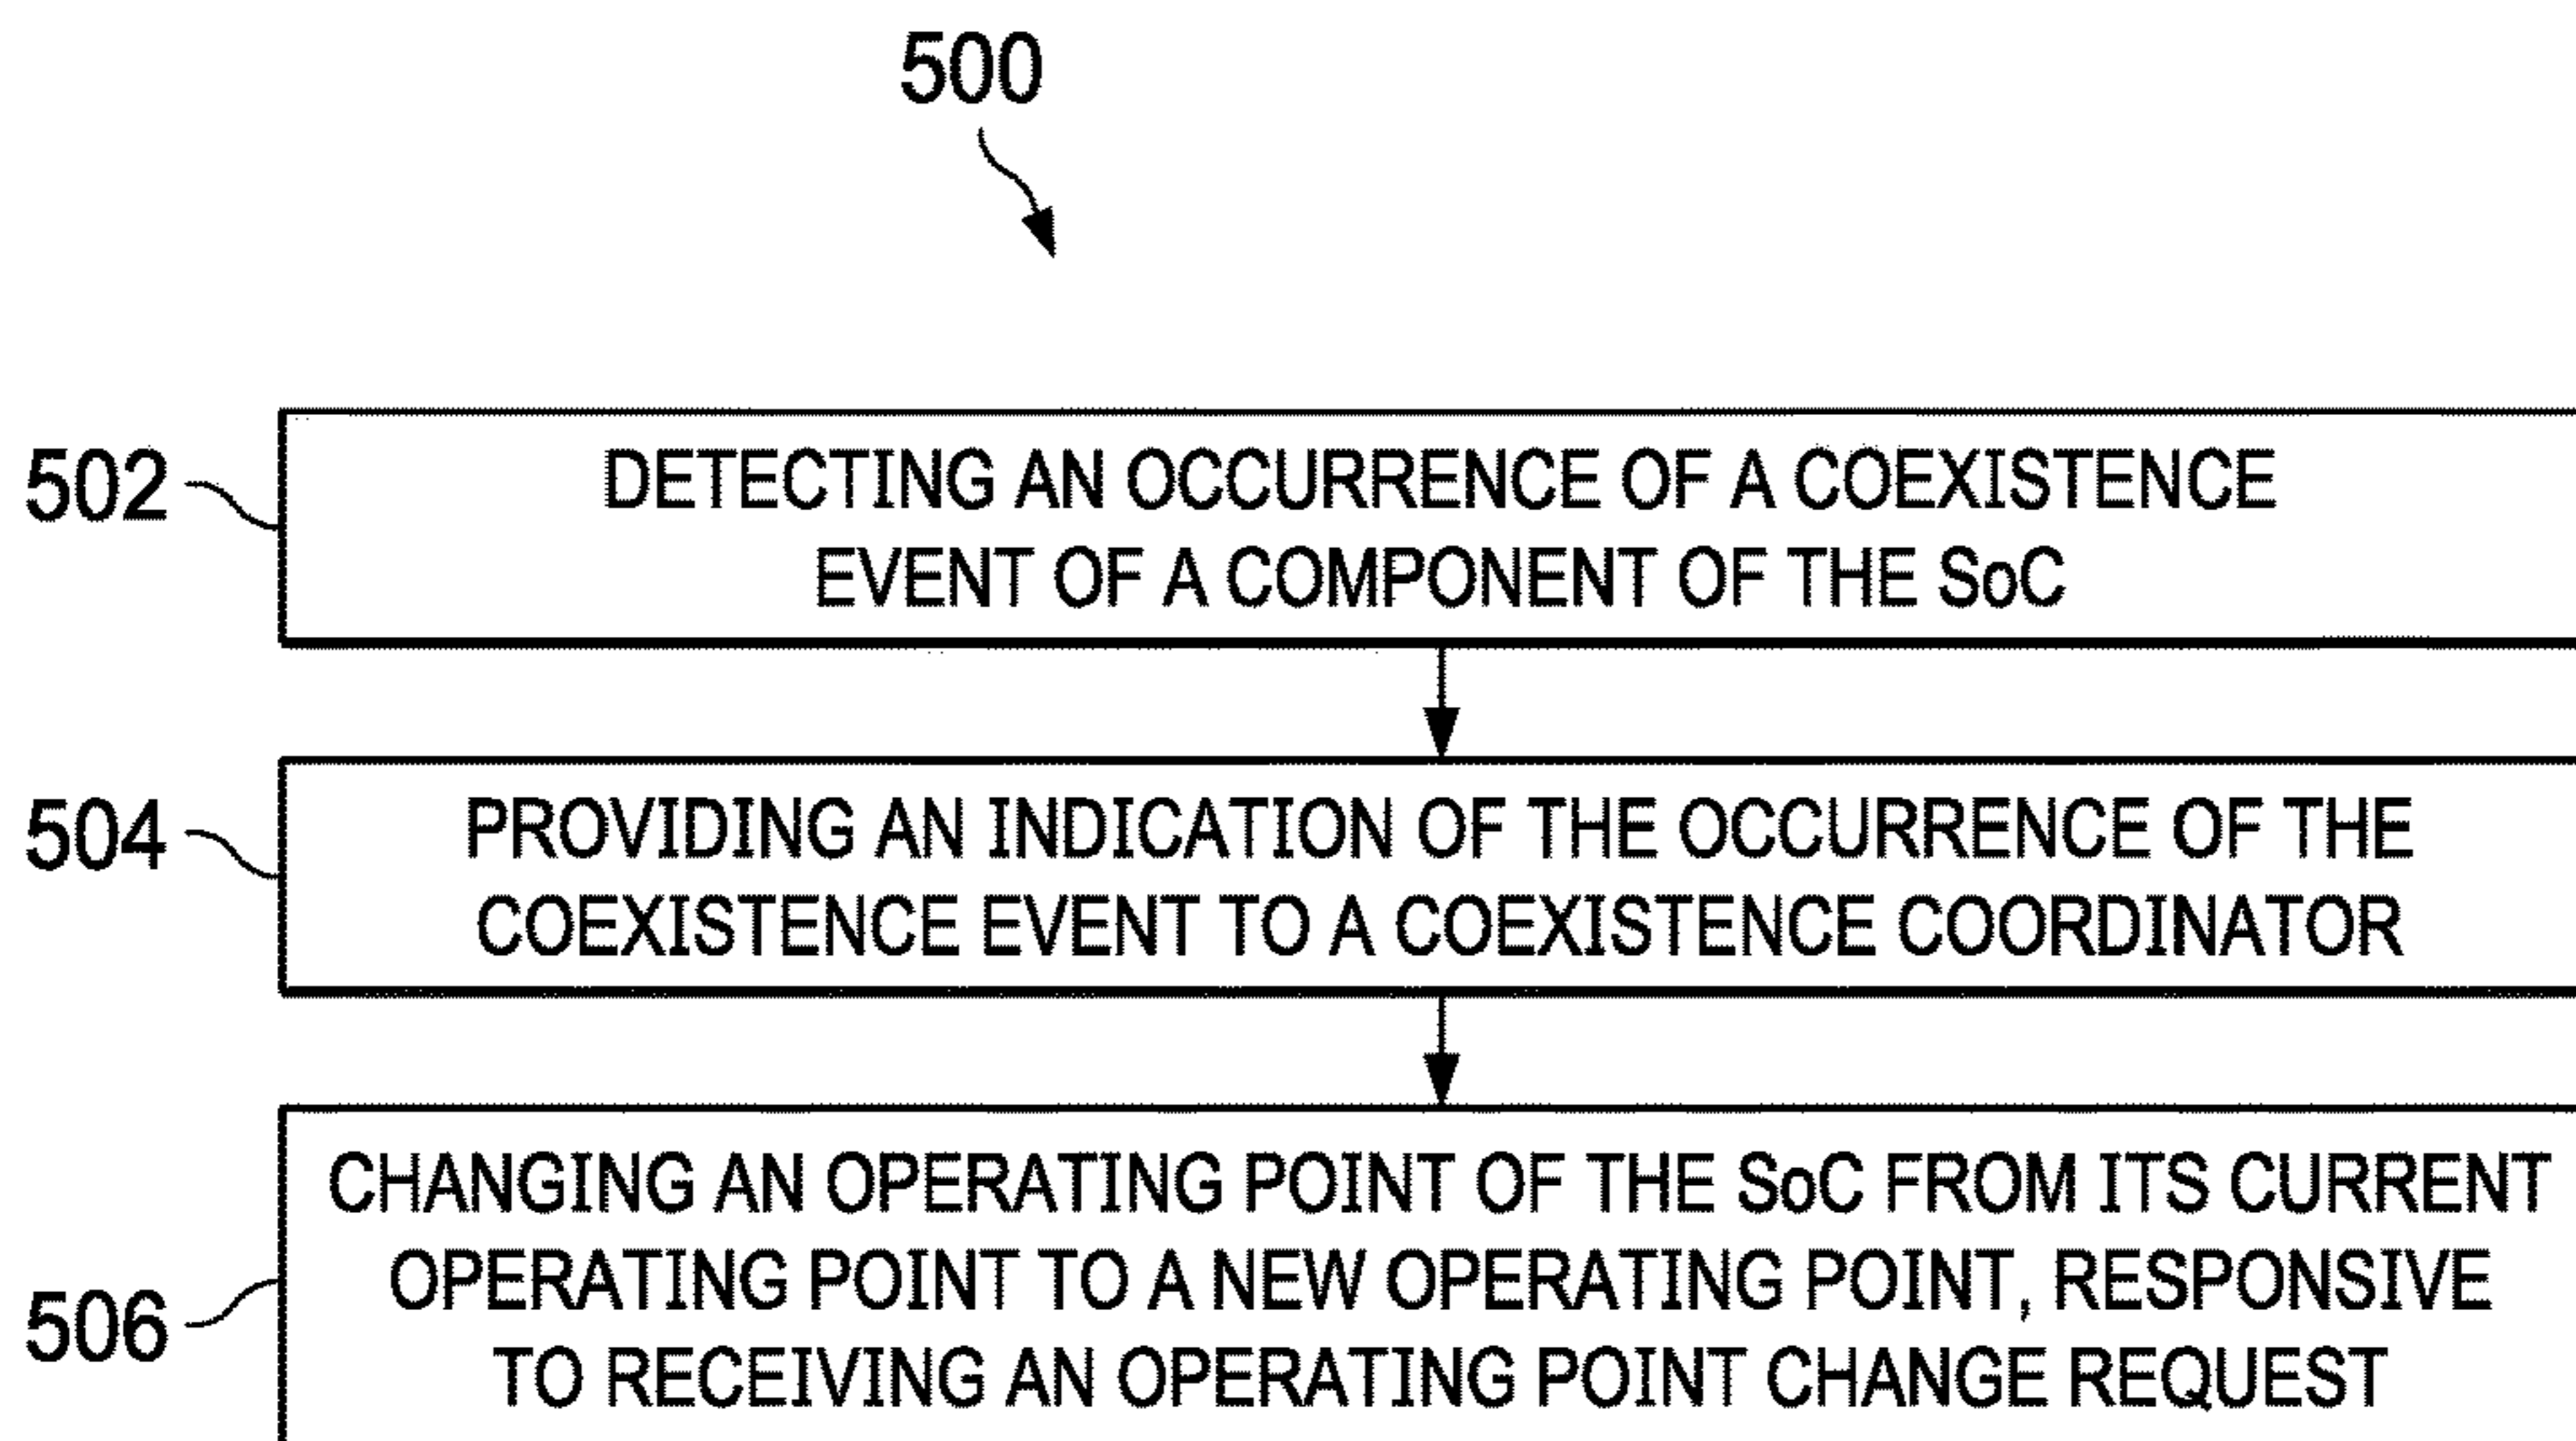 500
502
DETECTING AN OCCURRENCE OF A COEXISTENCE
EVENT OF A COMPONENT OF THE SoC
504
PROVIDING AN INDICATION OF THE OCCURRENCE OF THE
COEXISTENCE EVENT TO A COEXISTENCE COORDINATOR
506
CHANGING AN OPERATING POINT OF THE SoC FROM ITS CURRENT
OPERATING POINT TO A NEW OPERATING POINT, RESPONSIVE
TO RECEIVING AN OPERATING POINT CHANGE REQUEST